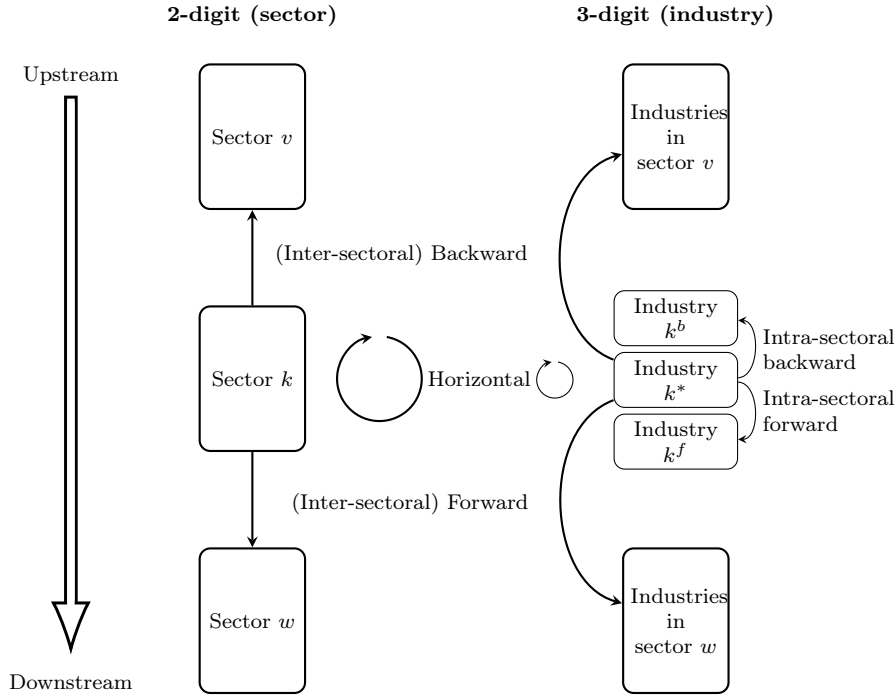 2-digit (sector)
3-digit (industry)
Upstream
Sector v
Industries
in
sector v
(Inter-sectoral) Backward
Industry
k^b
Intra-sectoral
backward
Sector k
Horizontal
Industry
k^*
Intra-sectoral
forward
Industry
k^f
(Inter-sectoral) Forward
Sector w
Industries
in
sector w
Downstream